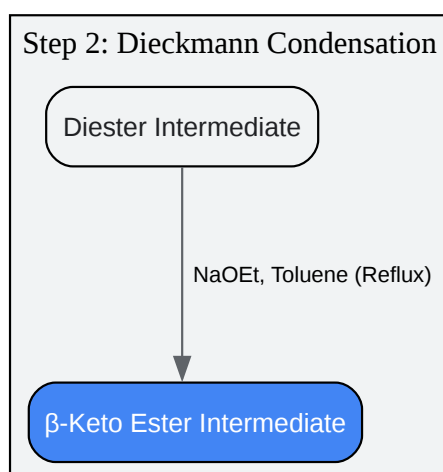 Step 2: Dieckmann Condensation
Diester Intermediate
NaOEt, Toluene (Reflux)
β-Keto Ester Intermediate